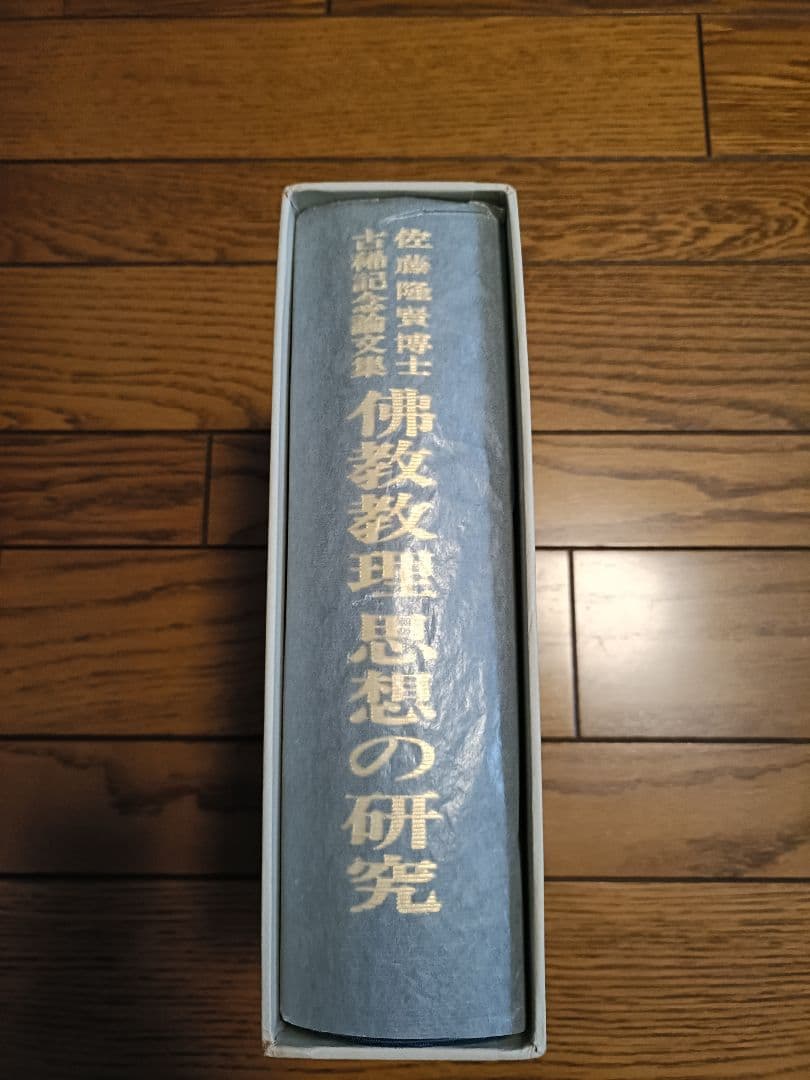 佐藤隆賢博士
古稀記念論文集
佛教教理思想の研究